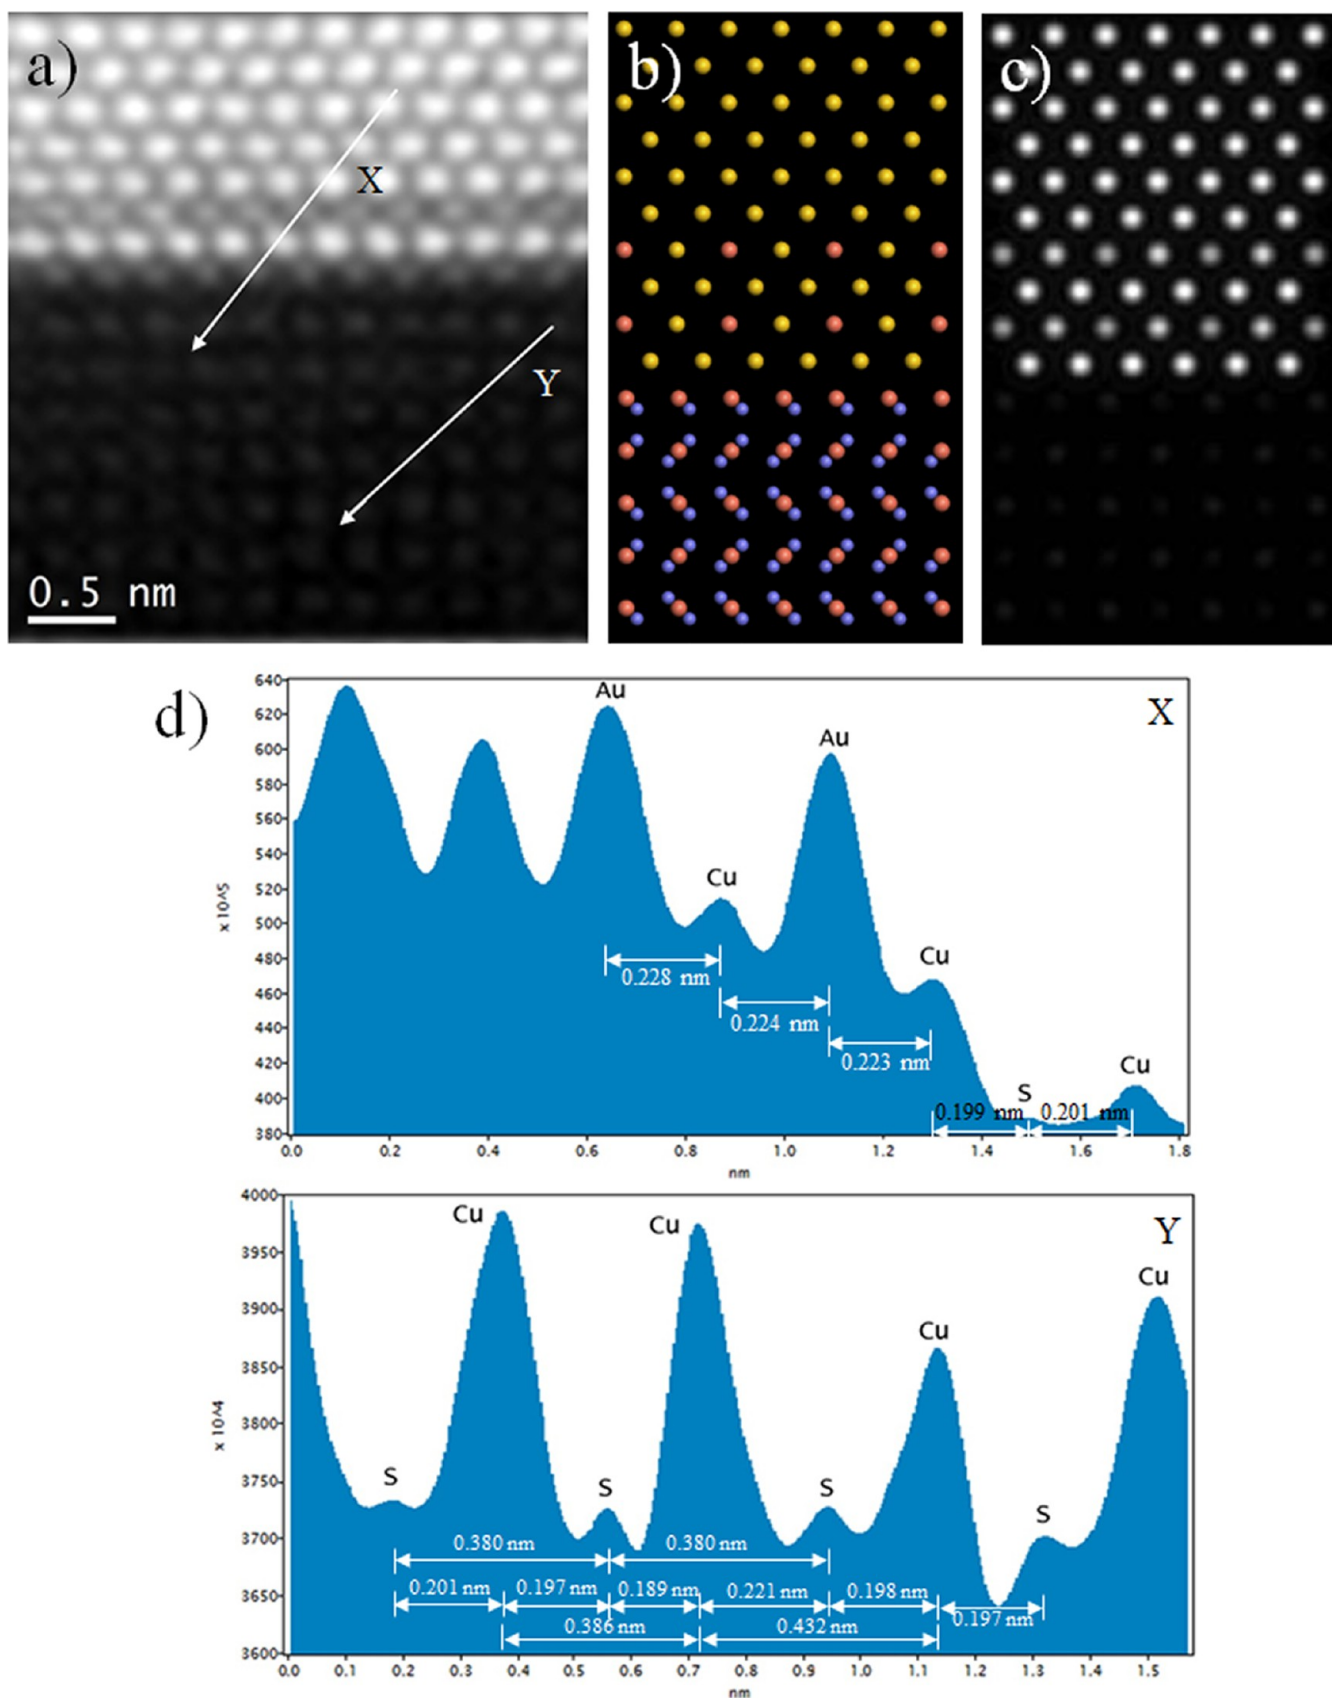 a)
b)
c)
X
Y
0.5 nm
d)
X
640
620
600
580
560
540
520
500
480
460
440
420
400
380
x 10^5
Au
Au
Cu
Cu
S
Cu
0.228 nm
0.224 nm
0.223 nm
0.199 nm
0.201 nm
0.0 0.2 0.4 0.6 0.8 1.0 1.2 1.4 1.6 1.8
nm
Y
4000
3950
3900
3850
3800
3750
3700
3650
3600
x 10^4
Cu
Cu
Cu
Cu
S
S
S
S
0.380 nm 0.380 nm
0.201 nm 0.197 nm 0.189 nm 0.221 nm 0.198 nm 0.197 nm
0.386 nm 0.432 nm
0.0 0.1 0.2 0.3 0.4 0.5 0.6 0.7 0.8 0.9 1.0 1.1 1.2 1.3 1.4 1.5
nm